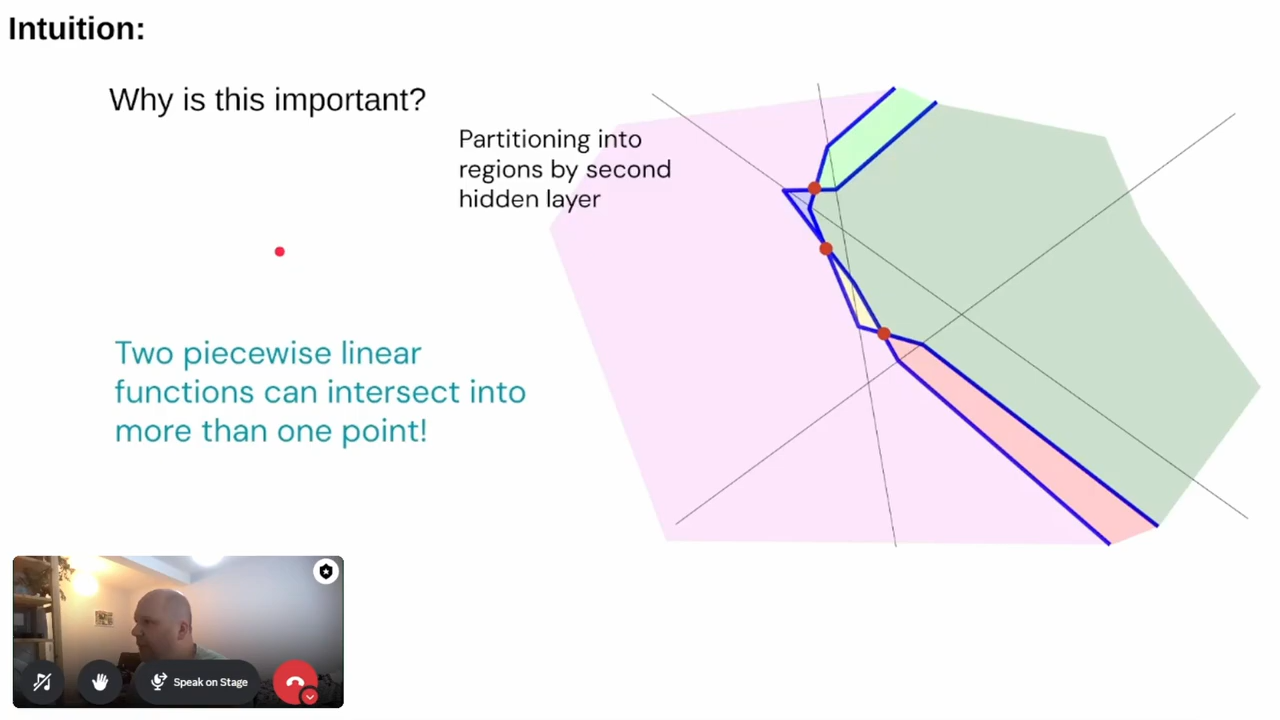 Intuition:
Why is this important?
Partitioning into
regions by second
hidden layer
Two piecewise linear
functions can intersect into
more than one point!
Speak on Stage